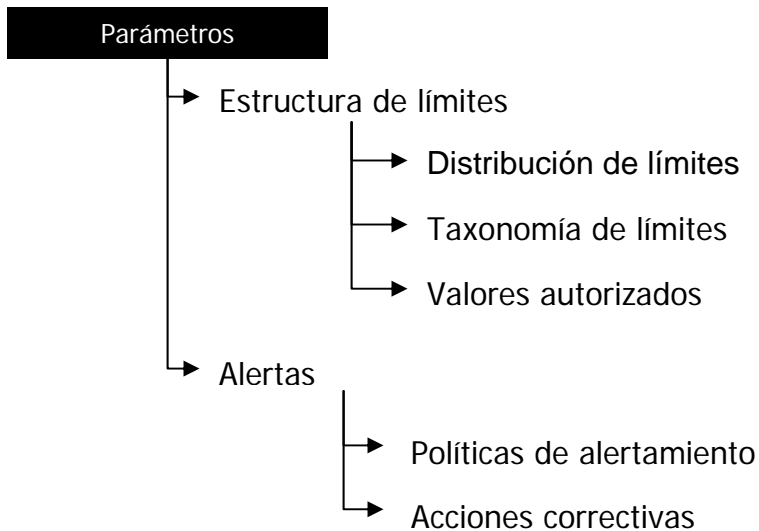 Parámetros
Estructura de límites
Distribución de límites
Taxonomía de límites
Valores autorizados
Alertas
Políticas de alertamiento
Acciones correctivas